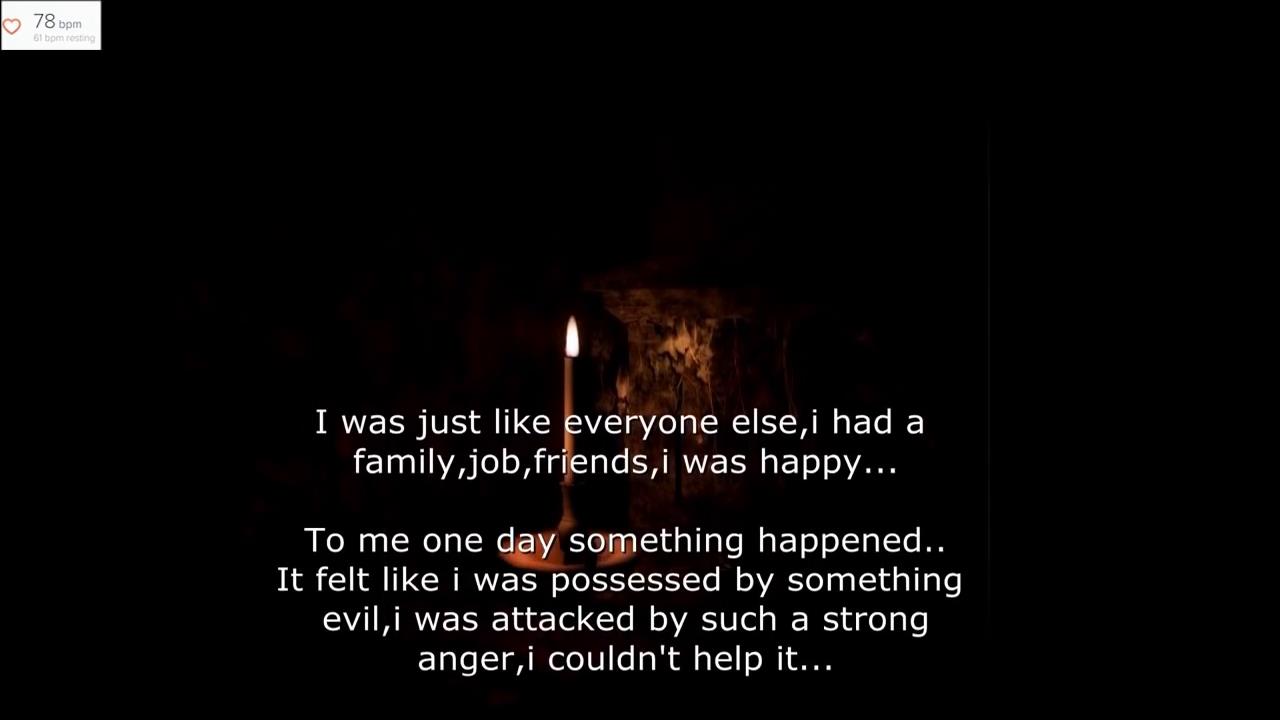 78 bpm
61 bpm resting
I was just like everyone else,i had a
family,job,friends,i was happy...
To me one day something happened..
It felt like i was possessed by something
evil,i was attacked by such a strong
anger,i couldn't help it...